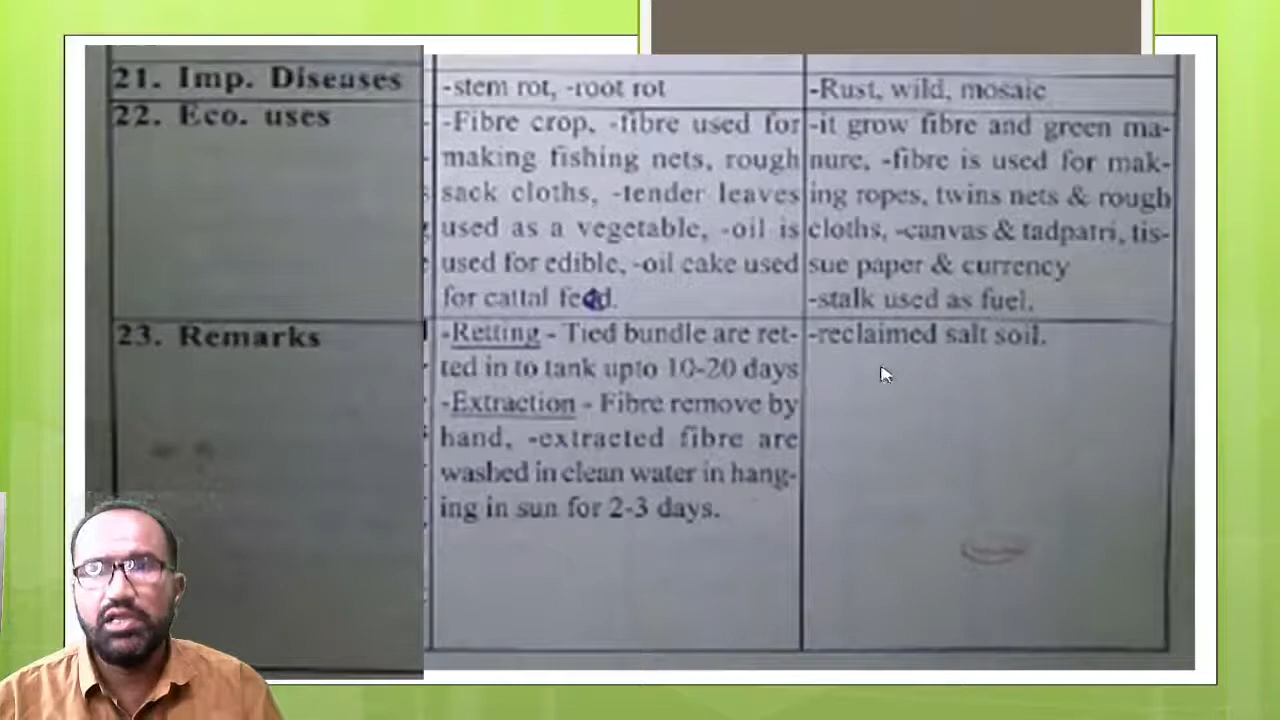 21. Imp. Diseases
-stem rot, -root rot
-Rust, wild, mosaic
22. Eco. uses
-Fibre crop, -fibre used for
making fishing nets, rough
sack cloths, -tender leaves
used as a vegetable, -oil is
used for edible, -oil cake used
for cattal feed.
-it grow fibre and green ma-
nure, -fibre is used for mak-
ing ropes, twins nets & rough
cloths, -canvas & tadpatri, tis-
sue paper & currency
-stalk used as fuel.
23. Remarks
-Retting - Tied bundle are ret-
ted in to tank upto 10-20 days
-Extraction - Fibre remove by
hand, -extracted fibre are
washed in clean water in hang-
ing in sun for 2-3 days.
-reclaimed salt soil.